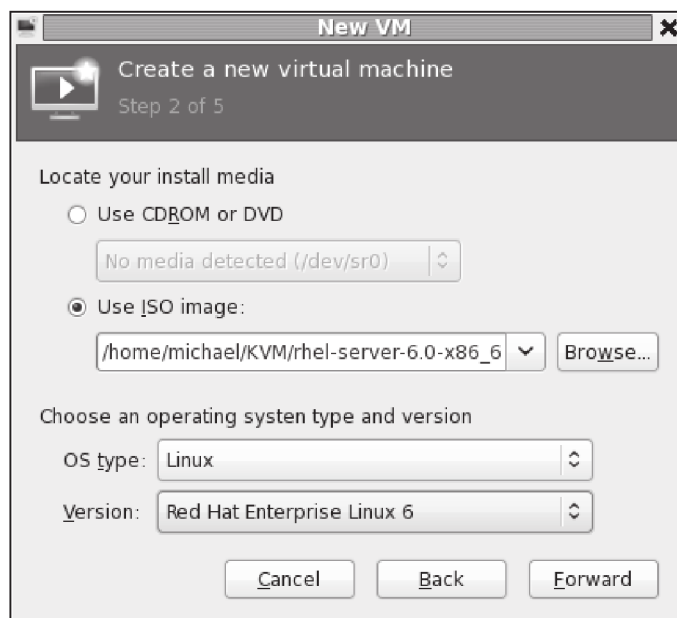 New VM
Create a new virtual machine
Step 2 of 5
Locate your install media
Use CDROM or DVD
No media detected (/dev/sr0)
Use ISO image:
/home/michael/KVM/rhel-server-6.0-x86_6
Browse...
Choose an operating systen type and version
OS type: Linux
Version: Red Hat Enterprise Linux 6
Cancel Back Forward